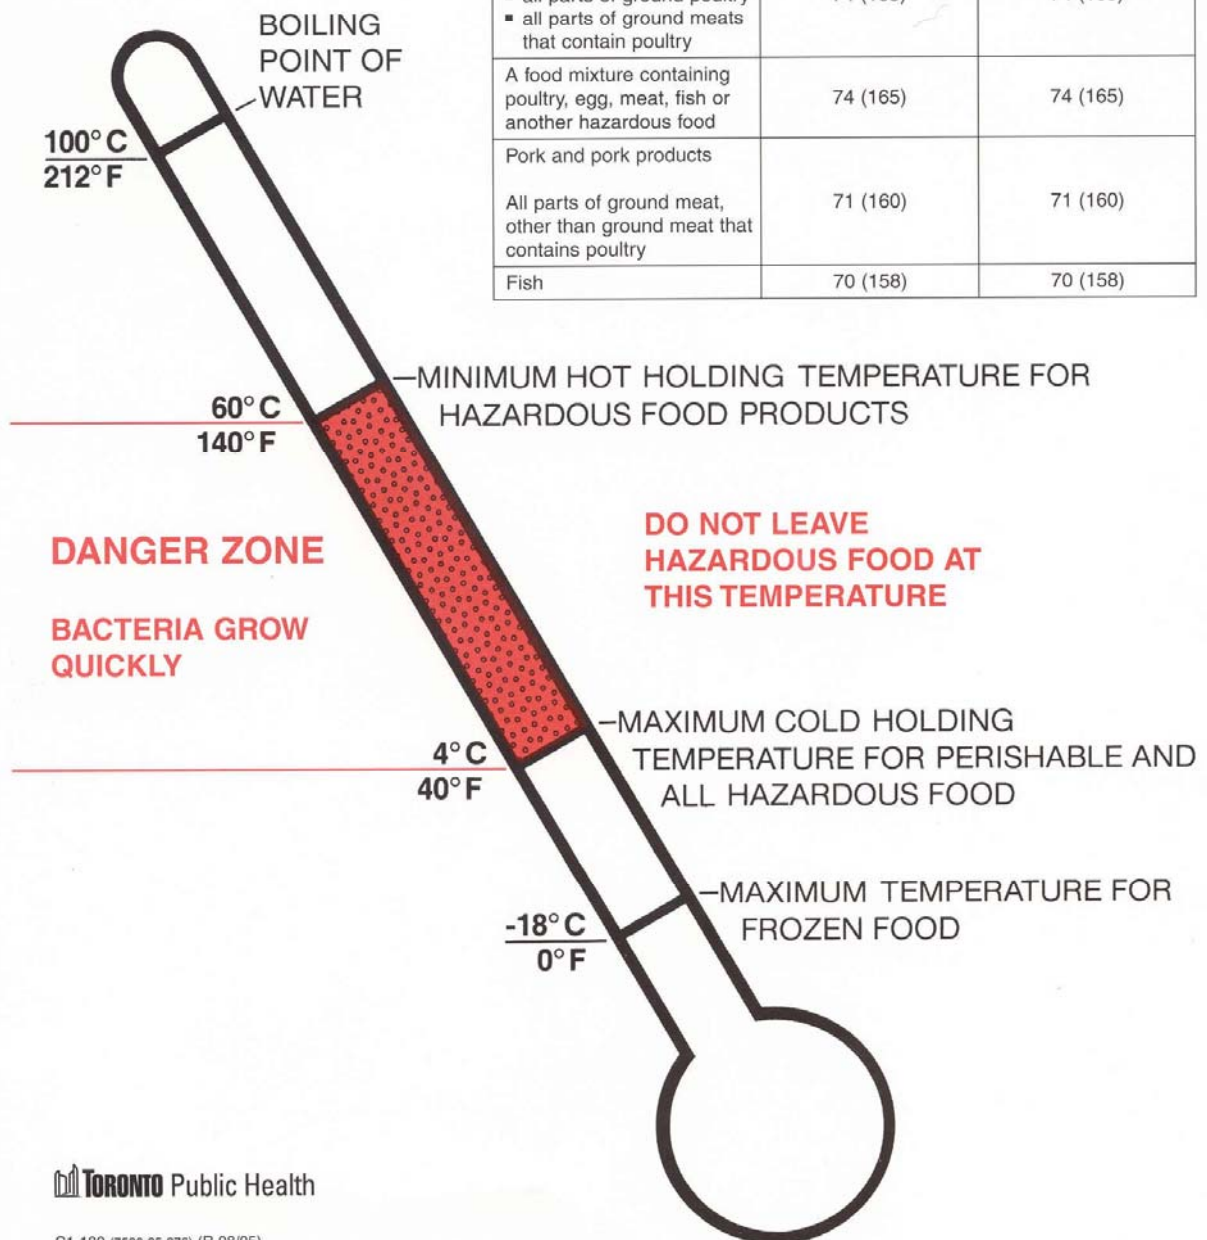 BOILING
POINT OF
WATER
100° C
212° F
▪ all parts of ground meats
that contain poultry
A food mixture containing
poultry, egg, meat, fish or
another hazardous food
74 (165)
74 (165)
Pork and pork products
All parts of ground meat,
other than ground meat that
contains poultry
71 (160)
71 (160)
Fish
70 (158)
70 (158)
MINIMUM HOT HOLDING TEMPERATURE FOR
HAZARDOUS FOOD PRODUCTS
60° C
140° F
DANGER ZONE
BACTERIA GROW
QUICKLY
DO NOT LEAVE
HAZARDOUS FOOD AT
THIS TEMPERATURE
MAXIMUM COLD HOLDING
TEMPERATURE FOR PERISHABLE AND
ALL HAZARDOUS FOOD
4° C
40° F
MAXIMUM TEMPERATURE FOR
FROZEN FOOD
-18° C
0° F
TORONTO Public Health